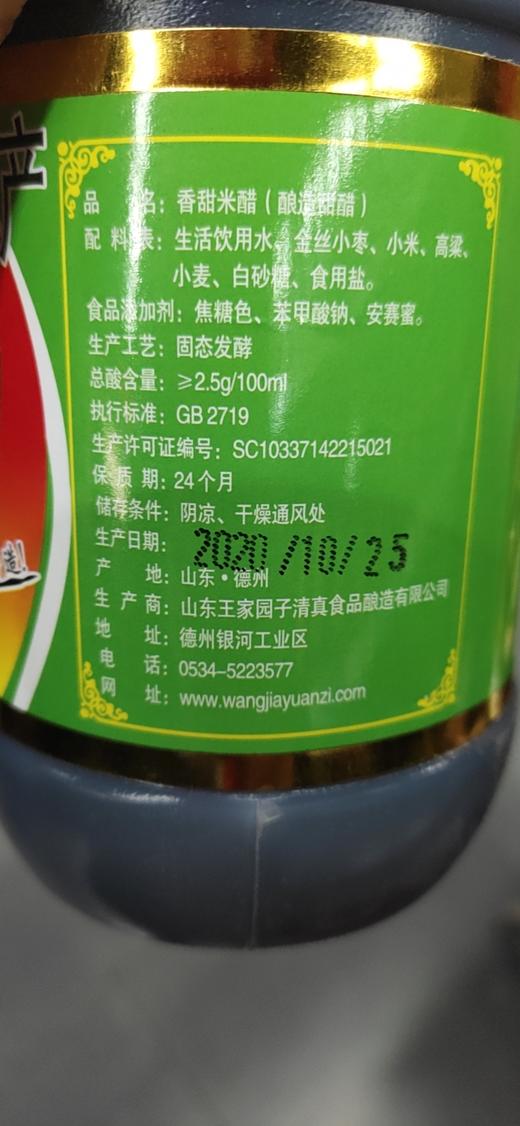 产
品 名：香甜米醋（酿造甜醋）
配 料 表：生活饮用水、金丝小枣、小米、高粱、
小麦、白砂糖、食用盐。
食品添加剂：焦糖色、苯甲酸钠、安赛蜜。
生产工艺：固态发酵
总酸含量：≥2.5g/100ml
执行标准：GB 2719
生产许可证编号：SC10337142215021
保 质 期：24个月
储存条件：阴凉、干燥通风处
生产日期：2020/10/25
产 地：山东·德州
生 产 商：山东王家园子清真食品酿造有限公司
地 址：德州银河工业区
电 话：0534-5223577
网 址：www.wangjiayuanzi.com
造！